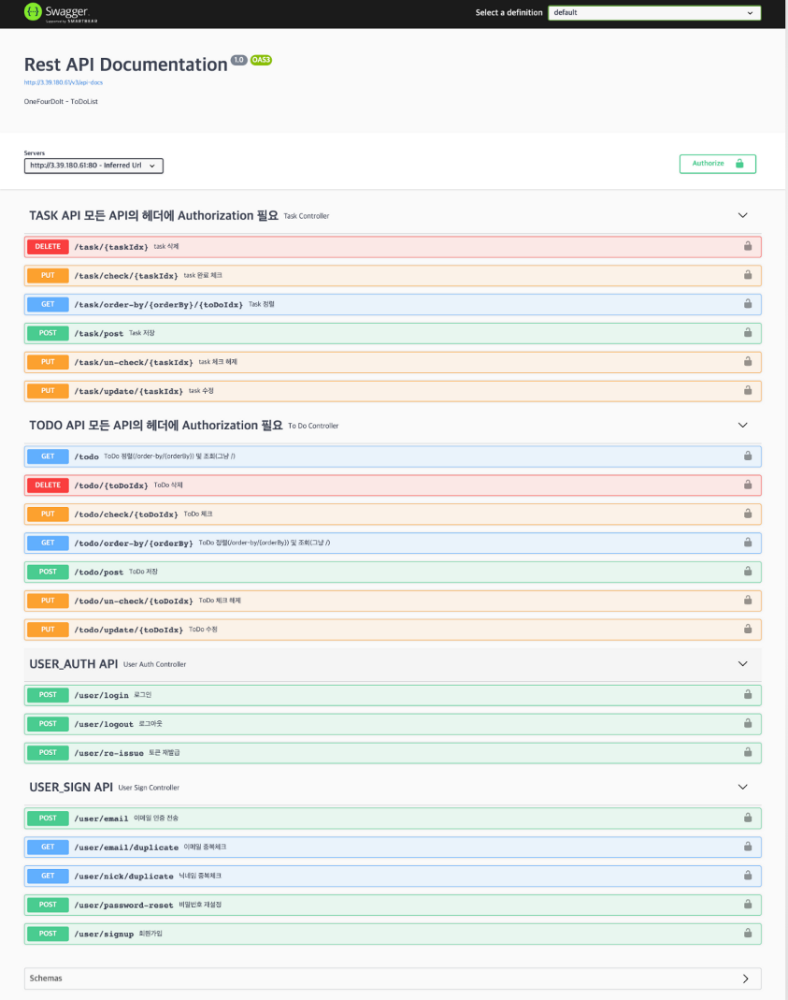 Swagger
Supported by SMARTBEAR
Select a definition default
Rest API Documentation 1.0 OAS3
http://3.39.180.61/v3/api-docs
OneFourDoIt - ToDoList
Servers
http://3.39.180.61:80 - Inferred Url
Authorize
TASK API 모든 API의 헤더에 Authorization 필요 Task Controller
DELETE /task/{taskIdx} task 삭제
PUT /task/check/{taskIdx} task 완료 체크
GET /task/order-by/{orderBy}/{toDoIdx} Task 정렬
POST /task/post Task 저장
PUT /task/un-check/{taskIdx} task 체크 해제
PUT /task/update/{taskIdx} task 수정
TODO API 모든 API의 헤더에 Authorization 필요 To Do Controller
GET /todo ToDo 정렬(/order-by/{orderBy}) 및 조회(그냥 /)
DELETE /todo/{toDoIdx} ToDo 삭제
PUT /todo/check/{toDoIdx} ToDo 체크
GET /todo/order-by/{orderBy} ToDo 정렬(/order-by/{orderBy}) 및 조회(그냥 /)
POST /todo/post ToDo 저장
PUT /todo/un-check/{toDoIdx} ToDo 체크 해제
PUT /todo/update/{toDoIdx} ToDo 수정
USER_AUTH API User Auth Controller
POST /user/login 로그인
POST /user/logout 로그아웃
POST /user/re-issue 토큰 재발급
USER_SIGN API User Sign Controller
POST /user/email 이메일 인증 전송
GET /user/email/duplicate 이메일 중복체크
GET /user/nick/duplicate 닉네임 중복체크
POST /user/password-reset 비밀번호 재설정
POST /user/signup 회원가입
Schemas